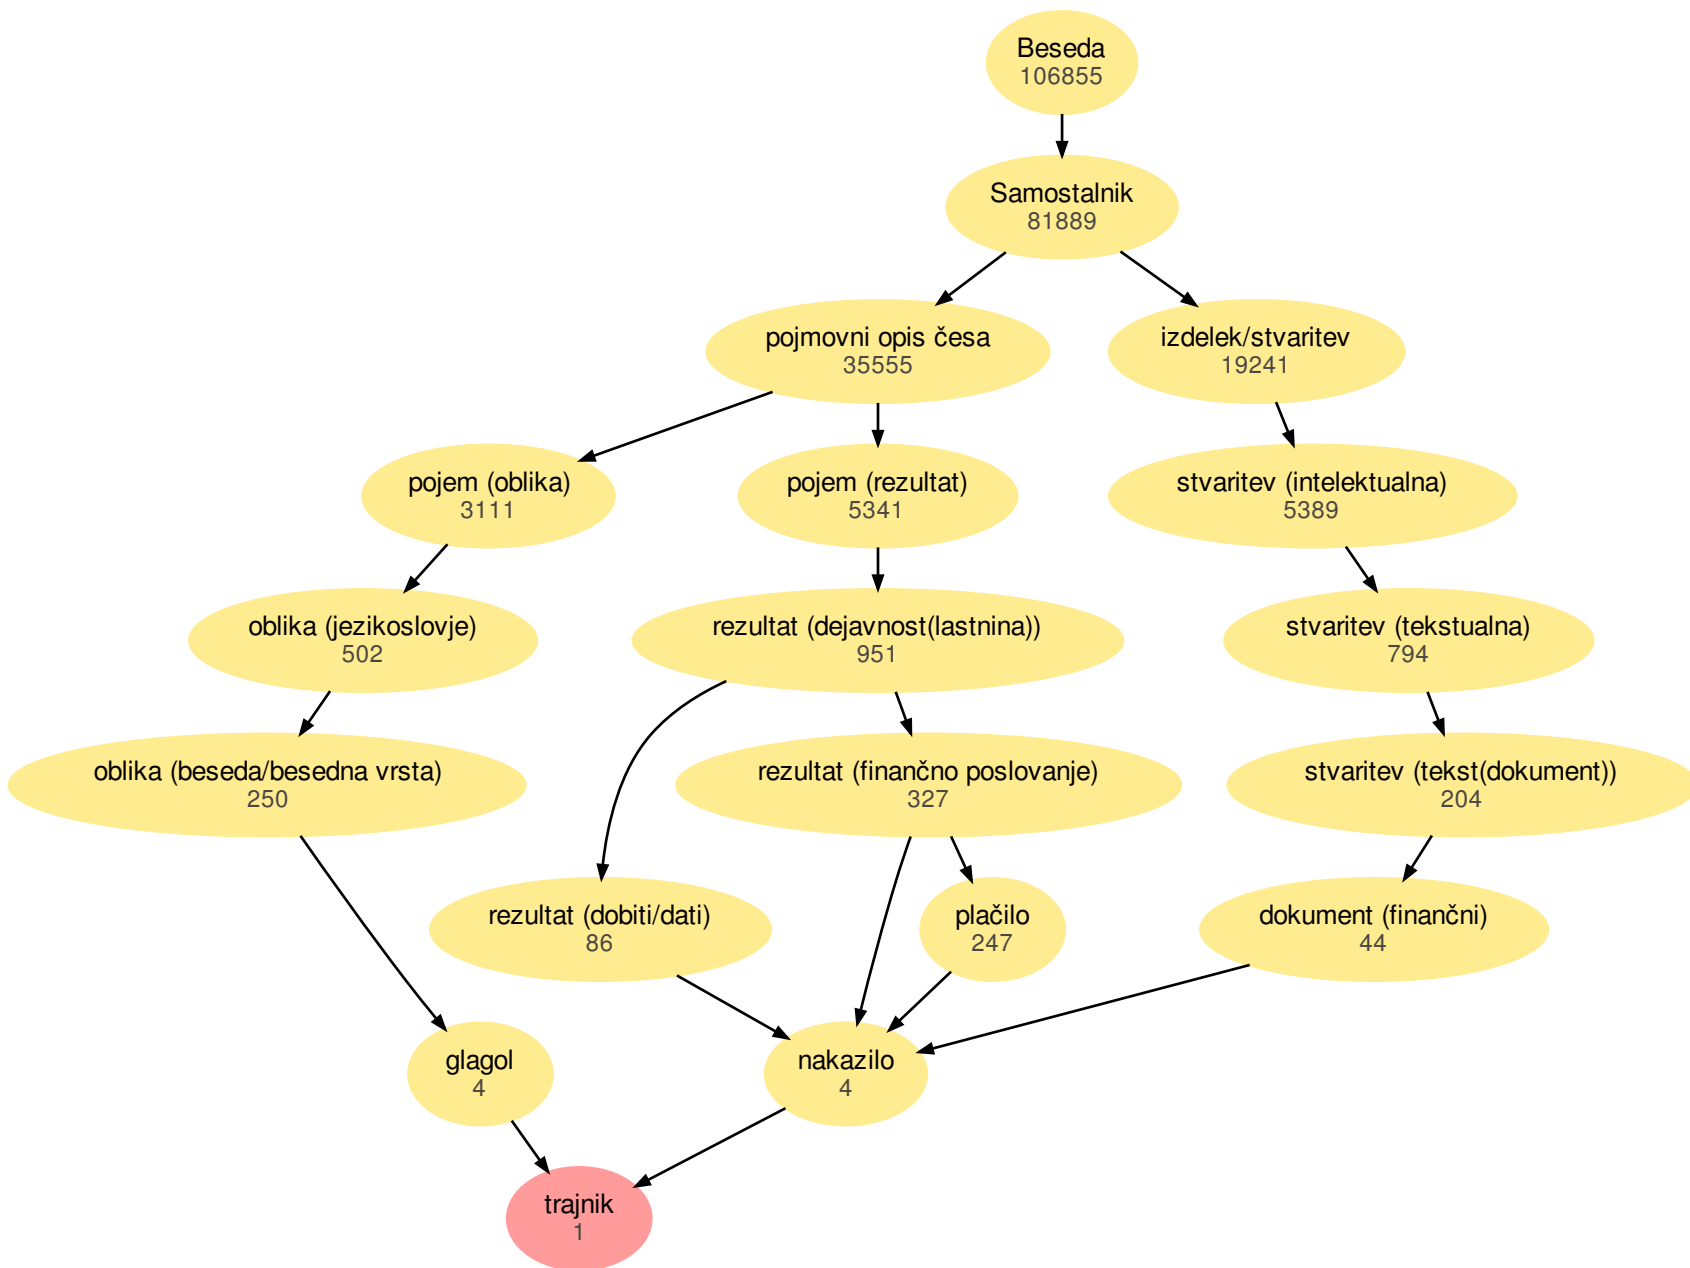 Beseda
106855
Samostalnik
81889
pojmovni opis česa
35555
izdelek/stvaritev
19241
pojem (oblika)
3111
pojem (rezultat)
5341
stvaritev (intelektualna)
5389
oblika (jezikoslovje)
502
rezultat (dejavnost(lastnina))
951
stvaritev (tekstualna)
794
oblika (beseda/besedna vrsta)
250
rezultat (finančno poslovanje)
327
stvaritev (tekst(dokument))
204
rezultat (dobiti/dati)
86
plačilo
247
dokument (finančni)
44
glagol
4
nakazilo
4
trajnik
1